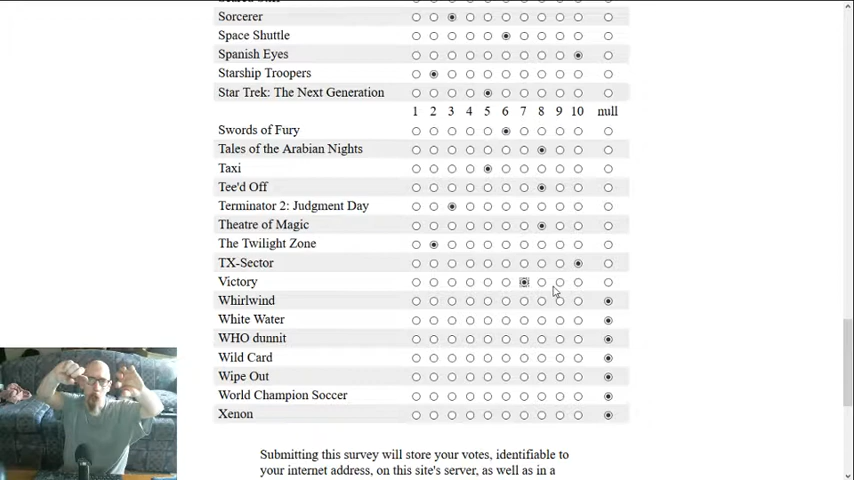 Sorcerer
Space Shuttle
Spanish Eyes
Starship Troopers
Star Trek: The Next Generation
1 2 3 4 5 6 7 8 9 10 null
Swords of Fury
Tales of the Arabian Nights
Taxi
Tee'd Off
Terminator 2: Judgment Day
Theatre of Magic
The Twilight Zone
TX-Sector
Victory
Whirlwind
White Water
WHO dunnit
Wild Card
Wipe Out
World Champion Soccer
Xenon
Submitting this survey will store your votes, identifiable to
your internet address, on this site's server, as well as in a